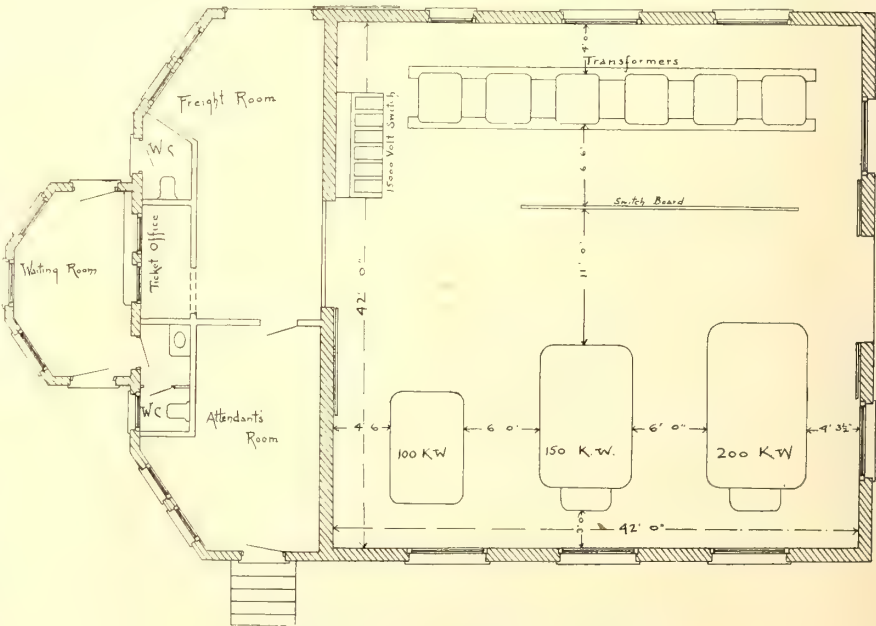 Freight Room
WC
Ticket Office
Waiting Room
WC
Attendants
Room
15000 Volt Switch
42' 0"
4' 0"
Transformers
6' 6"
Switch Board
11' 0"
4' 6
100 K.W
6' 0"
150 K.W.
6' 0"
200 K.W
4' 3½"
3' 0"
42' 0"